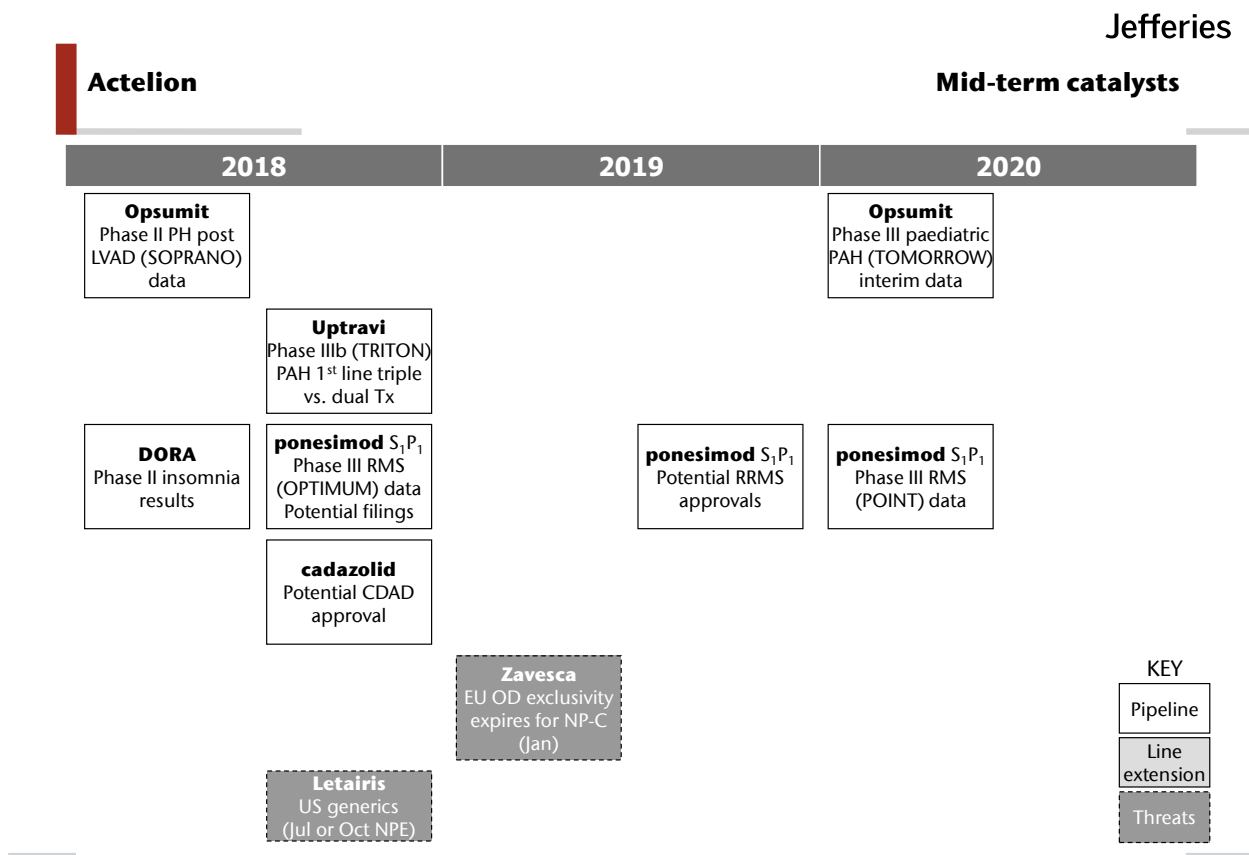 Jefferies
Actelion
Mid-term catalysts
2018
2019
2020
Opsumit
Phase II PH post
LVAD (SOPRANO)
data
Opsumit
Phase III paediatric
PAH (TOMORROW)
interim data
Uptravi
Phase IIIb (TRITON)
PAH 1st line triple
vs. dual Tx
DORA
Phase II insomnia
results
ponesimod S1P1
Phase III RMS
(OPTIMUM) data
Potential filings
ponesimod S1P1
Potential RRMS
approvals
ponesimod S1P1
Phase III RMS
(POINT) data
cadazolid
Potential CDAD
approval
Zavesca
EU OD exclusivity
expires for NP-C
(Jan)
Letairis
US generics
(Jul or Oct NPE)
KEY
Pipeline
Line
extension
Threats